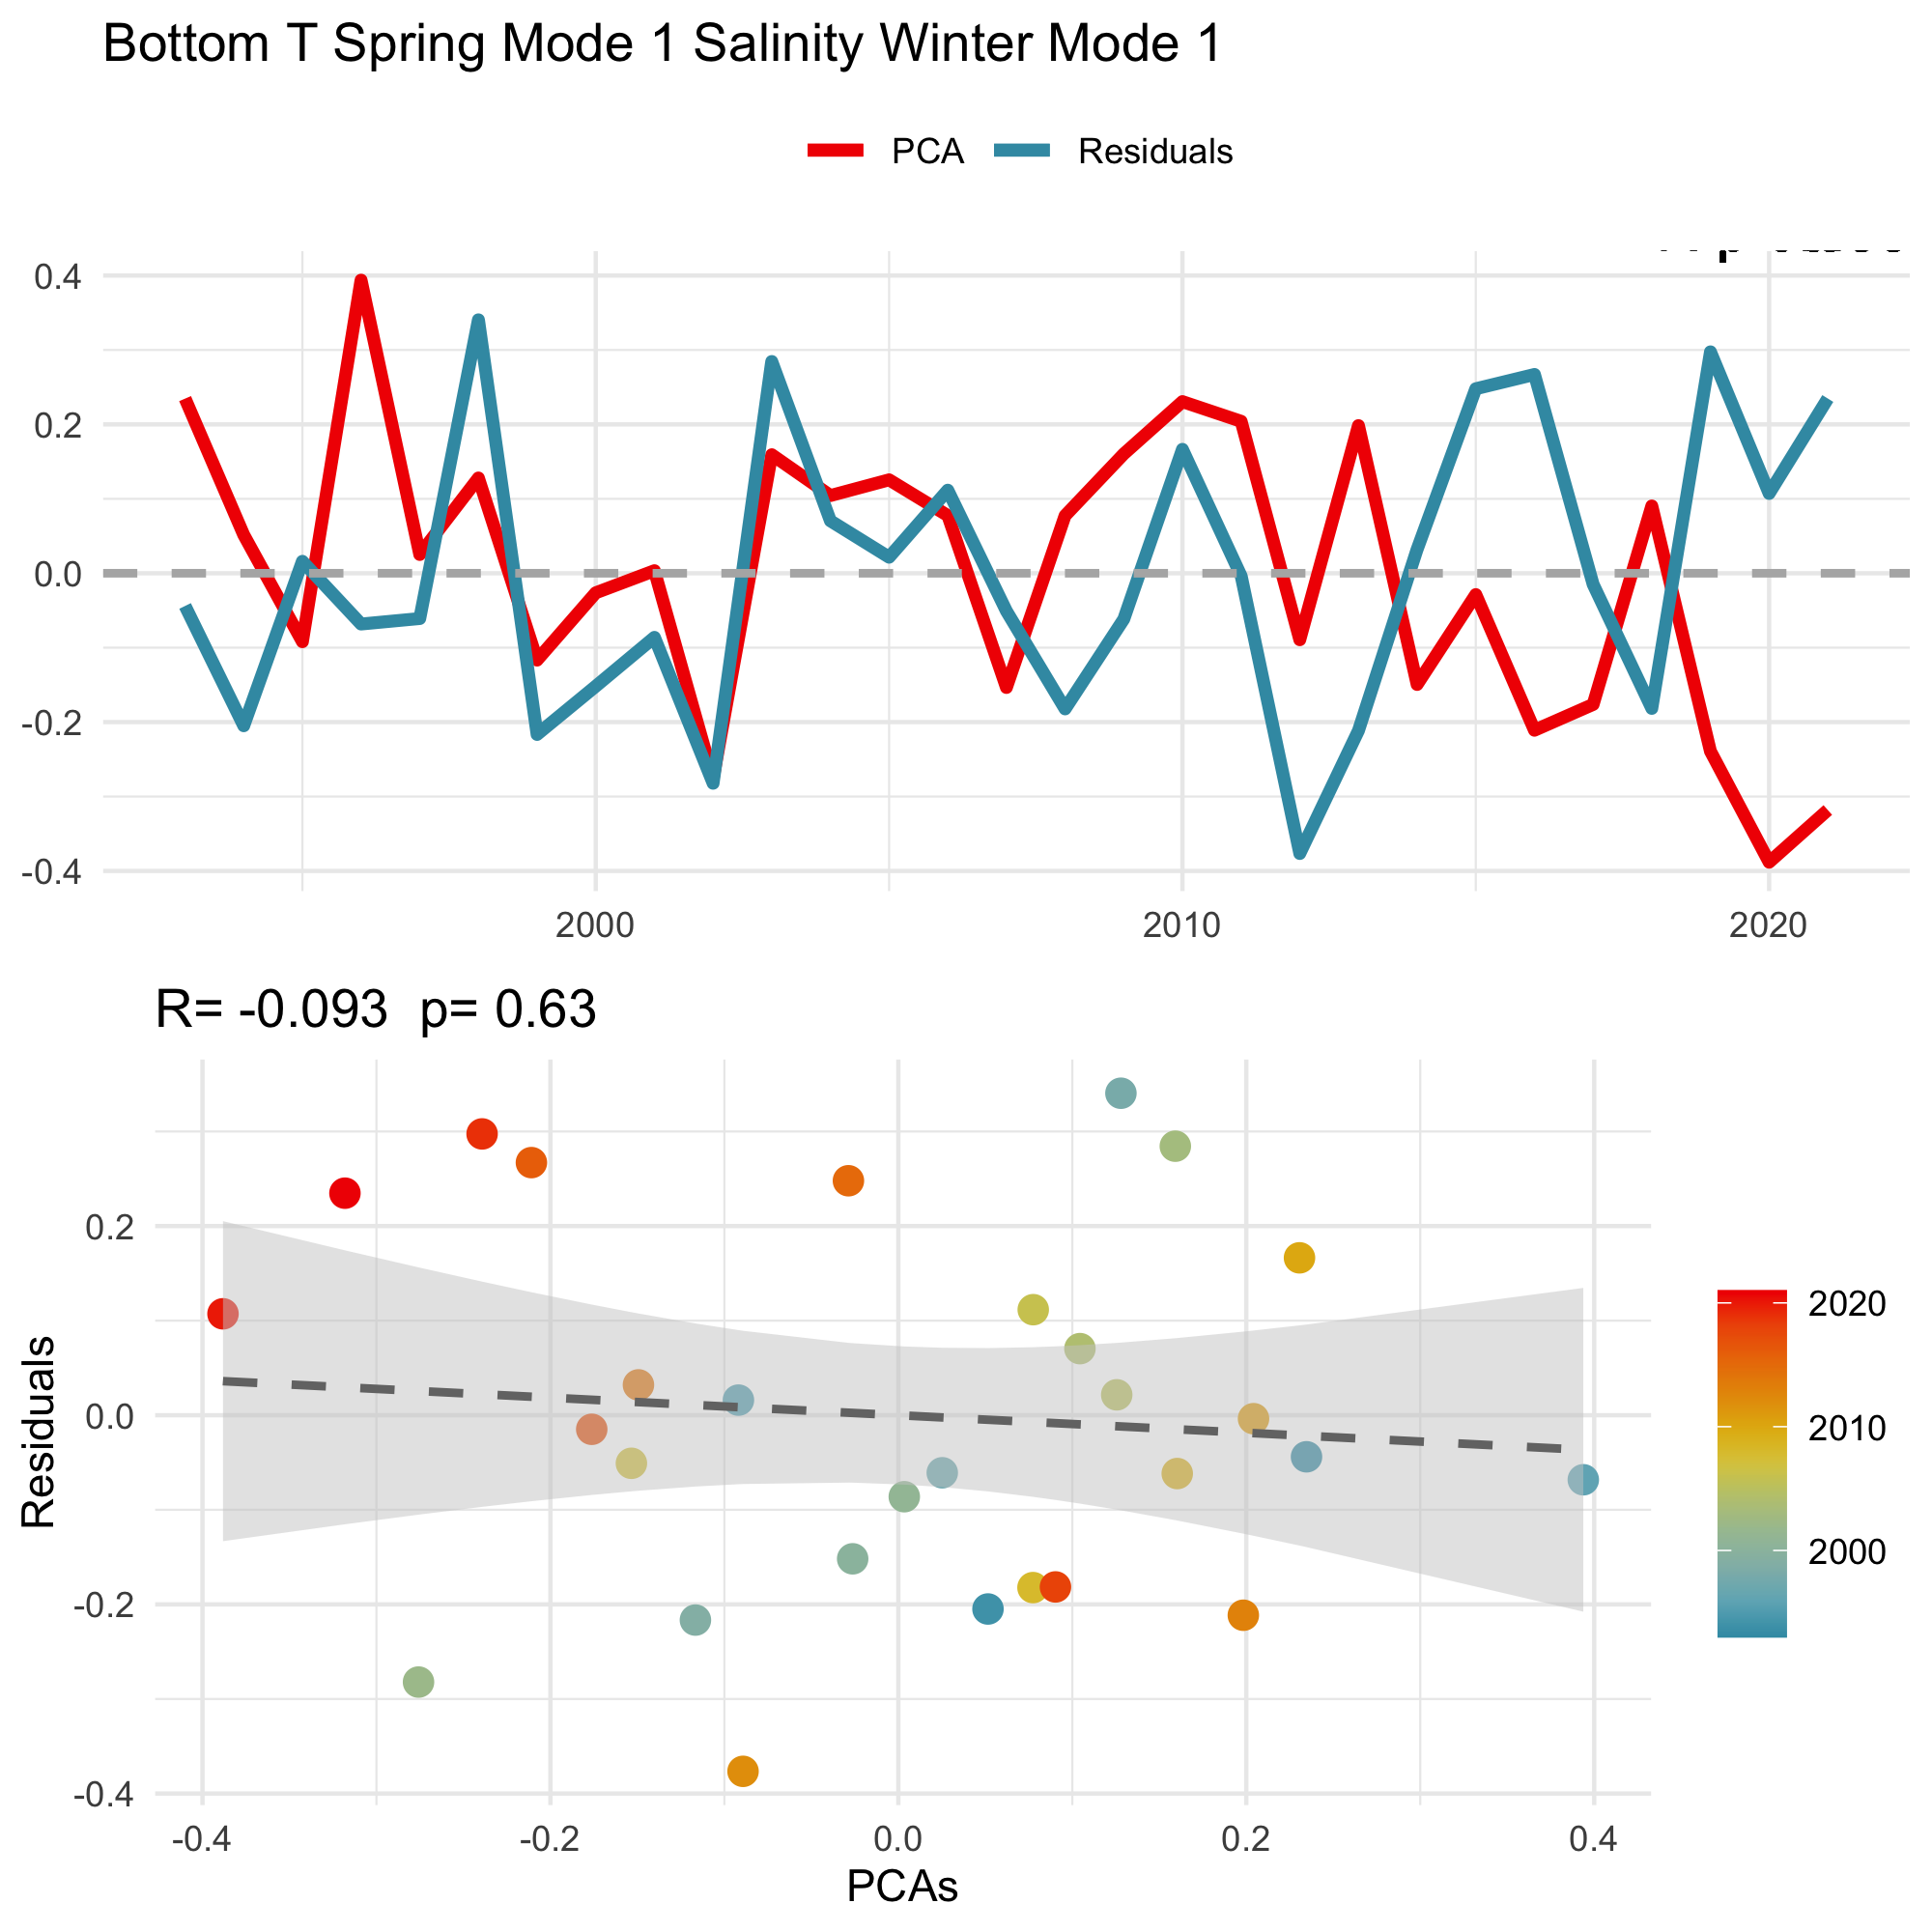 Bottom T Spring Mode 1 Salinity Winter Mode 1
PCA Residuals
0.4
0.2
0.0
-0.2
-0.4
2000 2010 2020
R= -0.093 p= 0.63
Residuals
0.2
0.0
-0.2
-0.4
-0.4 -0.2 0.0 0.2 0.4
PCAs
2020
2010
2000